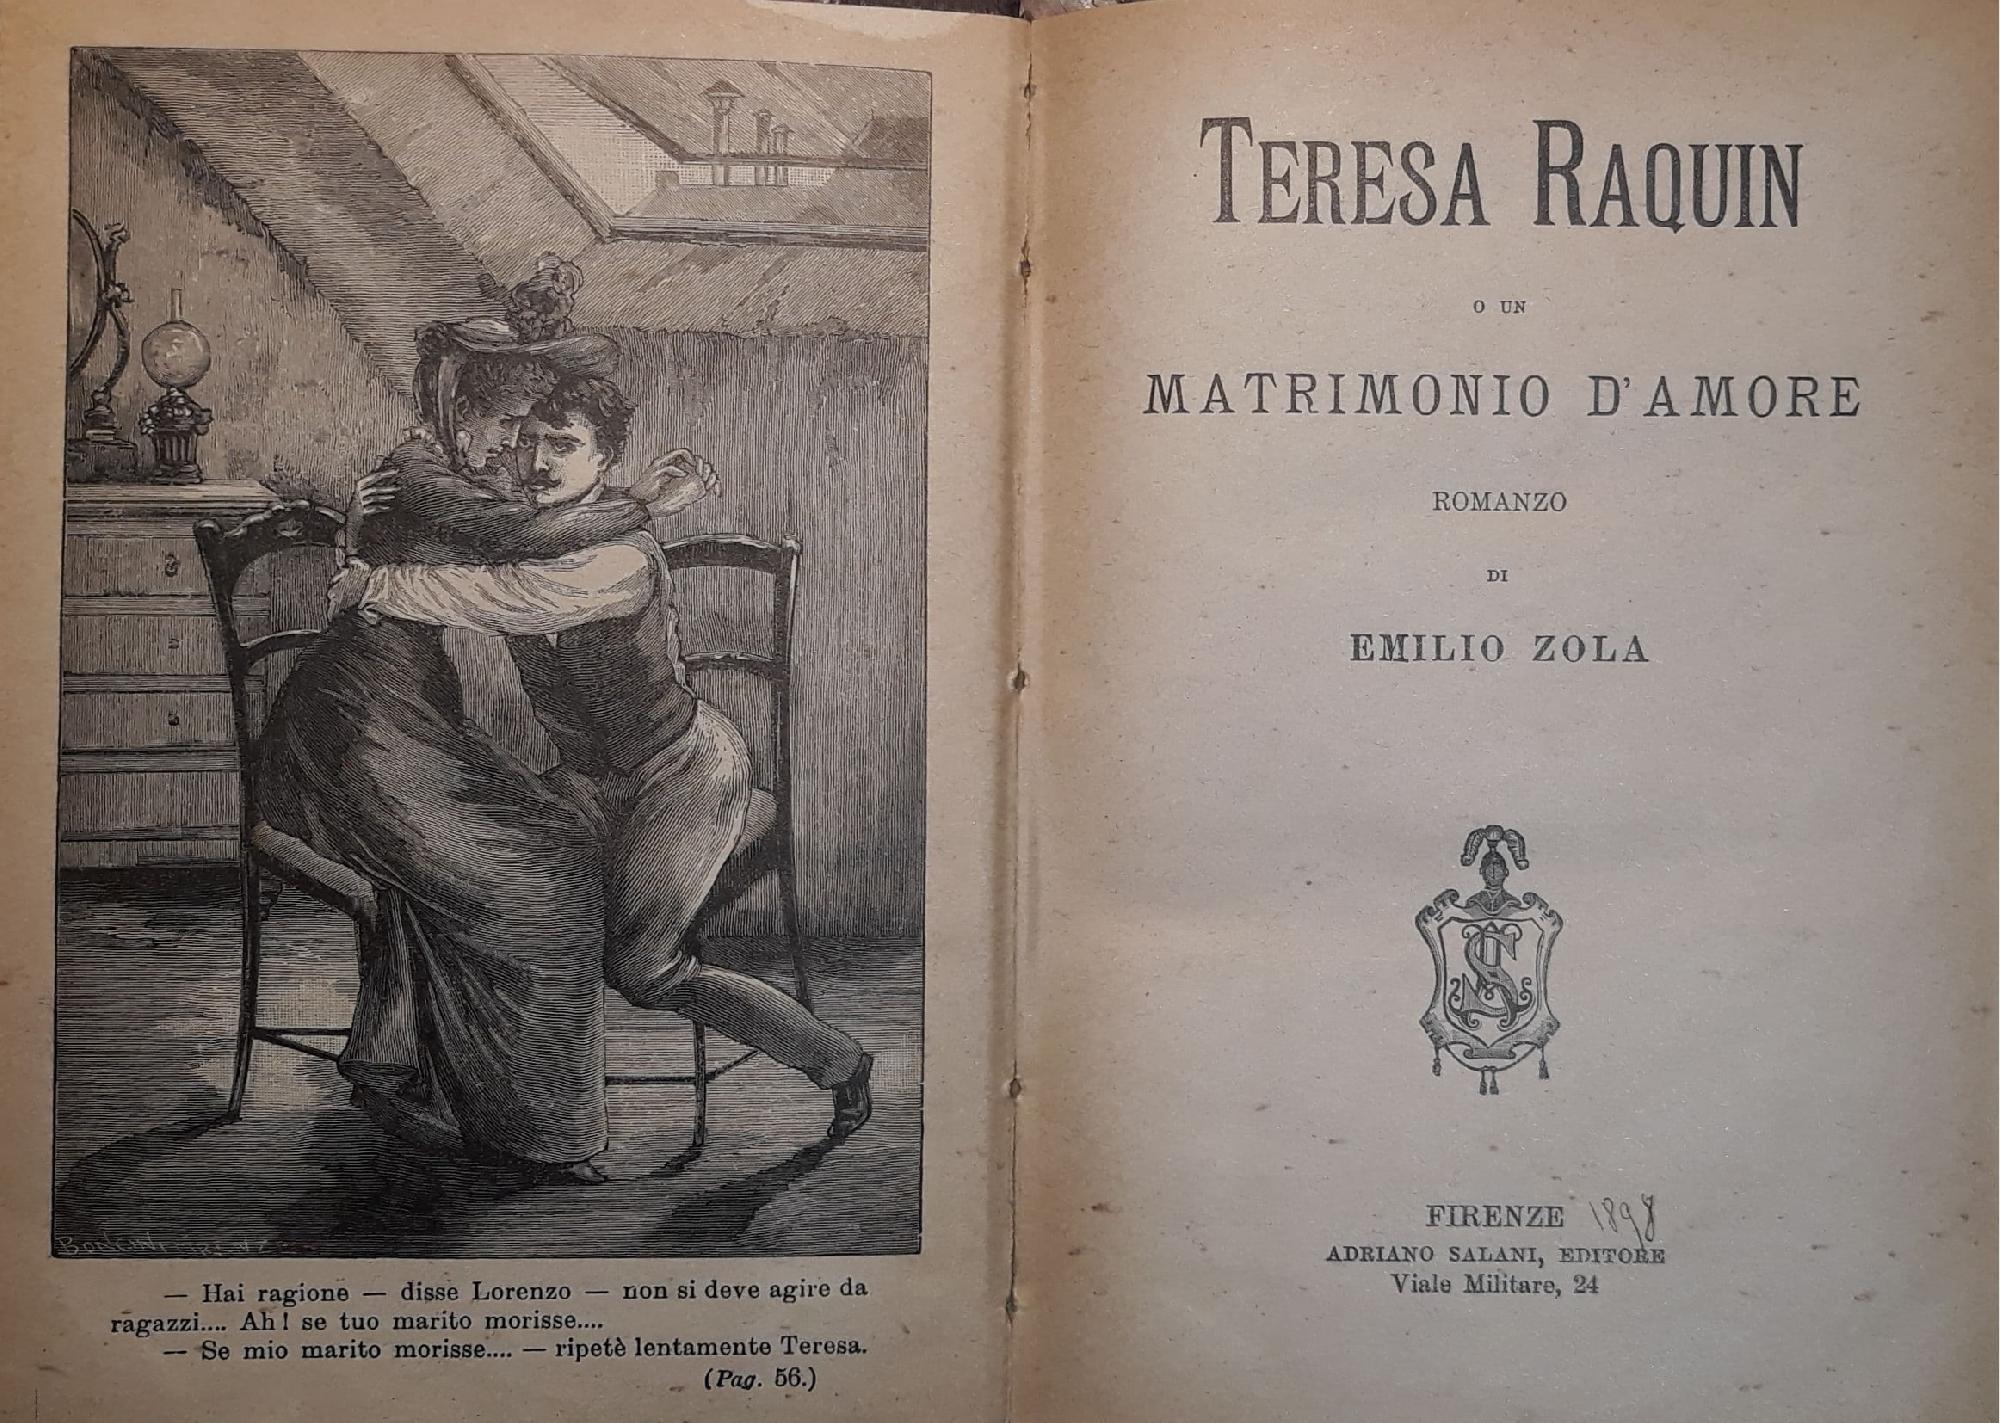 — Hai ragione — disse Lorenzo — non si deve agire da
ragazzi.... Ah! se tuo marito morisse....
— Se mio marito morisse.... — ripetè lentamente Teresa.
(Pag. 56.)
TERESA RAQUIN
O UN
MATRIMONIO D'AMORE
ROMANZO
DI
EMILIO ZOLA
FIRENZE 1898
ADRIANO SALANI, EDITORE
Viale Militare, 24